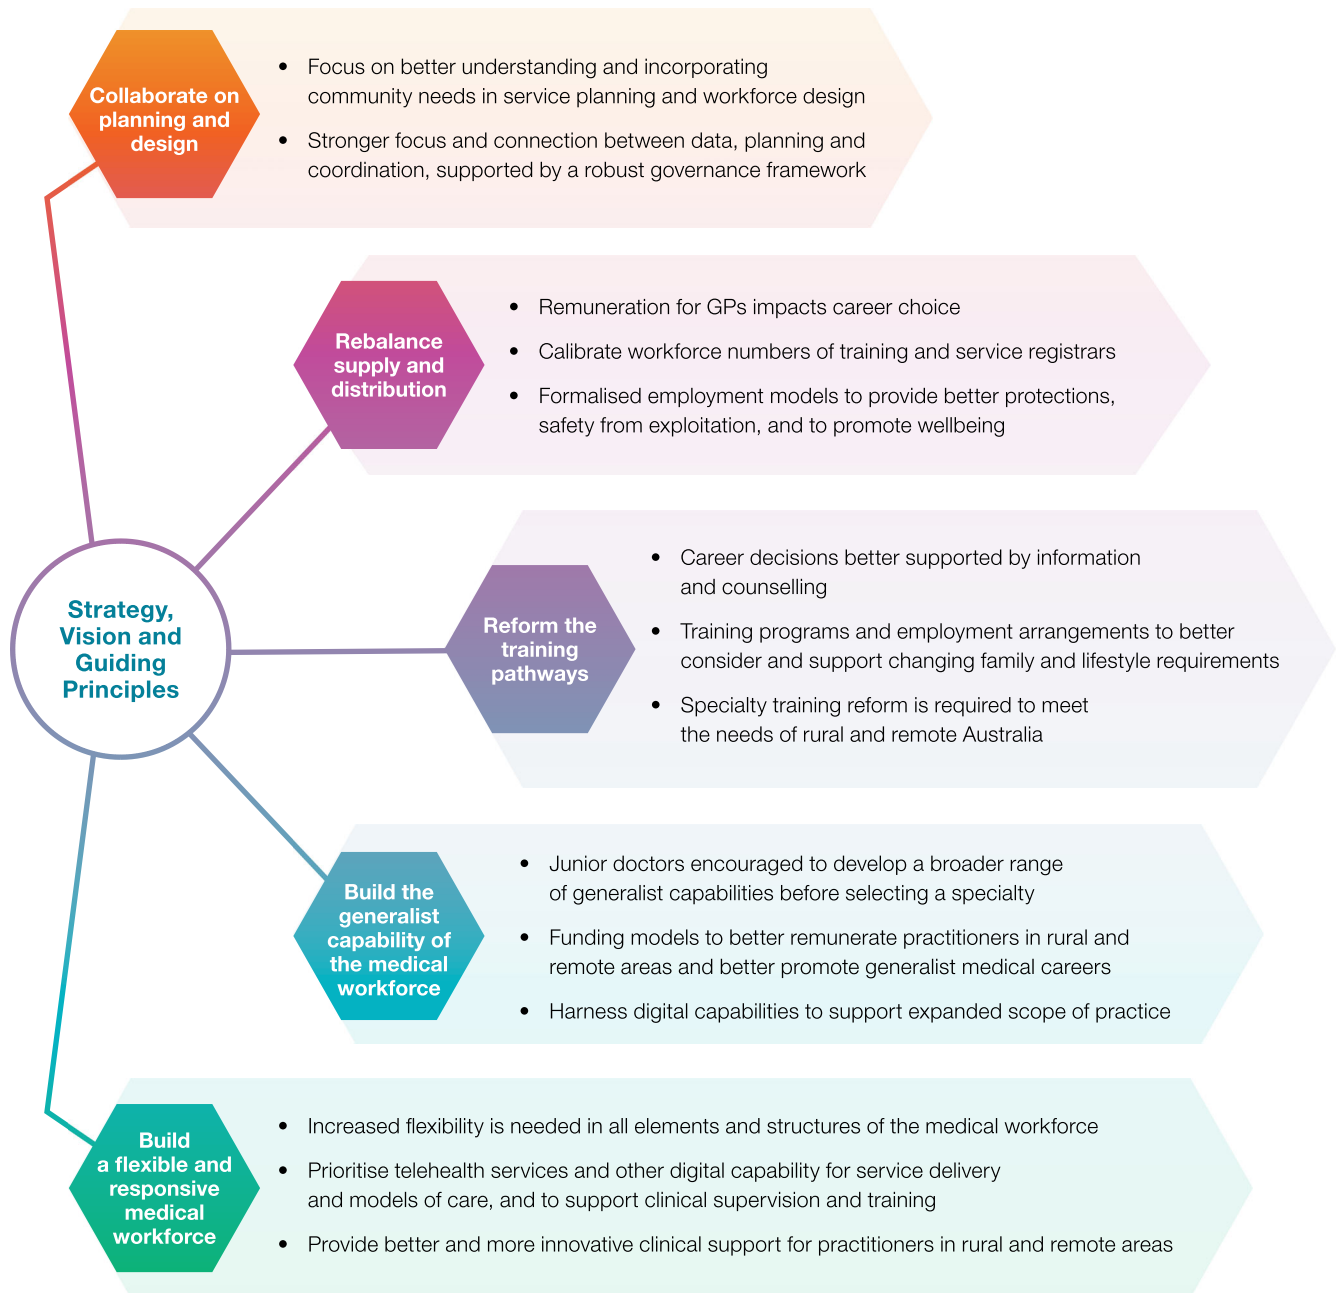 Collaborate on
planning and
design
• Focus on better understanding and incorporating
community needs in service planning and workforce design
• Stronger focus and connection between data, planning and
coordination, supported by a robust governance framework
Rebalance
supply and
distribution
• Remuneration for GPs impacts career choice
• Calibrate workforce numbers of training and service registrars
• Formalised employment models to provide better protections,
safety from exploitation, and to promote wellbeing
Strategy,
Vision and
Guiding
Principles
Reform the
training
pathways
• Career decisions better supported by information
and counselling
• Training programs and employment arrangements to better
consider and support changing family and lifestyle requirements
• Specialty training reform is required to meet
the needs of rural and remote Australia
Build the
generalist
capability of
the medical
workforce
• Junior doctors encouraged to develop a broader range
of generalist capabilities before selecting a specialty
• Funding models to better remunerate practitioners in rural and
remote areas and better promote generalist medical careers
• Harness digital capabilities to support expanded scope of practice
Build
a flexible and
responsive
medical
workforce
• Increased flexibility is needed in all elements and structures of the medical workforce
• Prioritise telehealth services and other digital capability for service delivery
and models of care, and to support clinical supervision and training
• Provide better and more innovative clinical support for practitioners in rural and remote areas